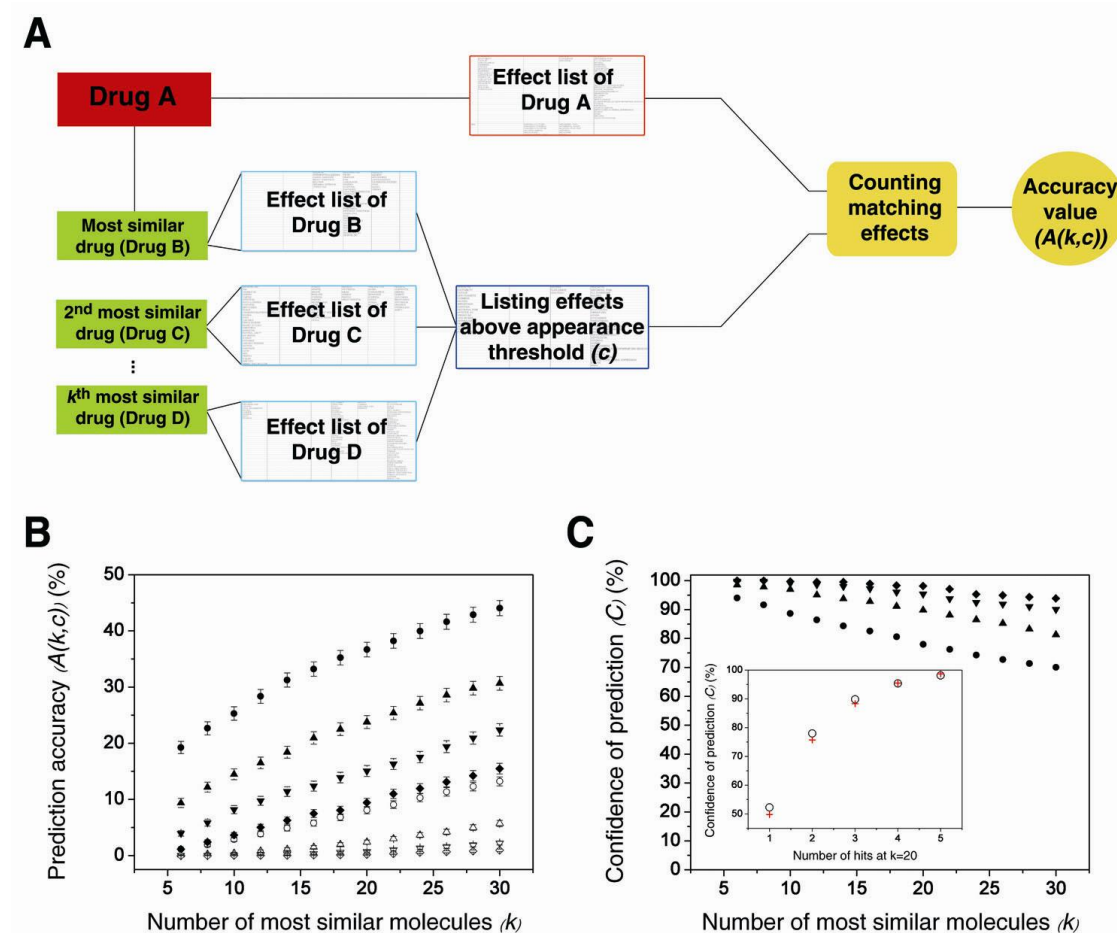 A
Drug A
Effect list of
Drug A
Most similar
drug (Drug B)
Effect list of
Drug B
2nd most similar
drug (Drug C)
Effect list of
Drug C
...
kth most similar
drug (Drug D)
Effect list of
Drug D
Listing effects
above appearance
threshold (c)
Counting
matching
effects
Accuracy
value
(A(k,c))
B
Prediction accuracy (A(k,c)) (%)
50
40
30
20
10
0
5 10 15 20 25 30
Number of most similar molecules (k)
C
Confidence of prediction (C) (%)
100
90
80
70
60
50
40
30
20
10
0
5 10 15 20 25 30
Number of most similar molecules (k)
Confidence of prediction (C) (%)
100
90
80
70
60
50
1 2 3 4 5
Number of hits at k=20